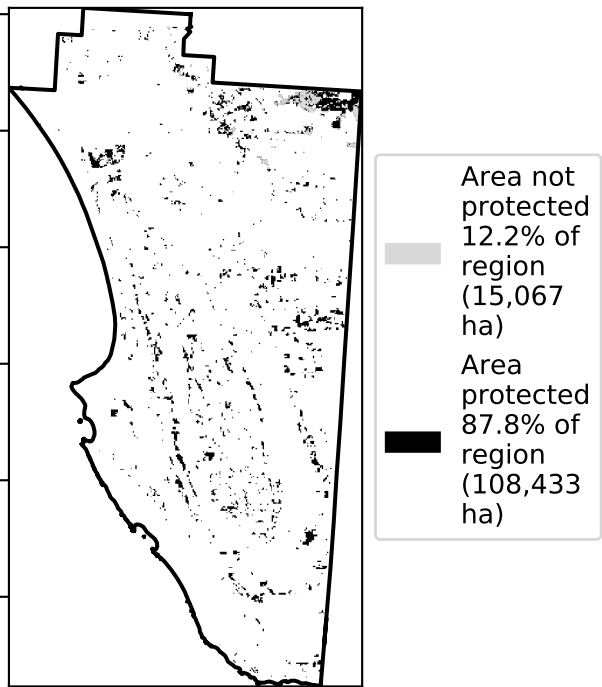 Area not
protected
12.2% of
region
(15,067
ha)
Area
protected
87.8% of
region
(108,433
ha)